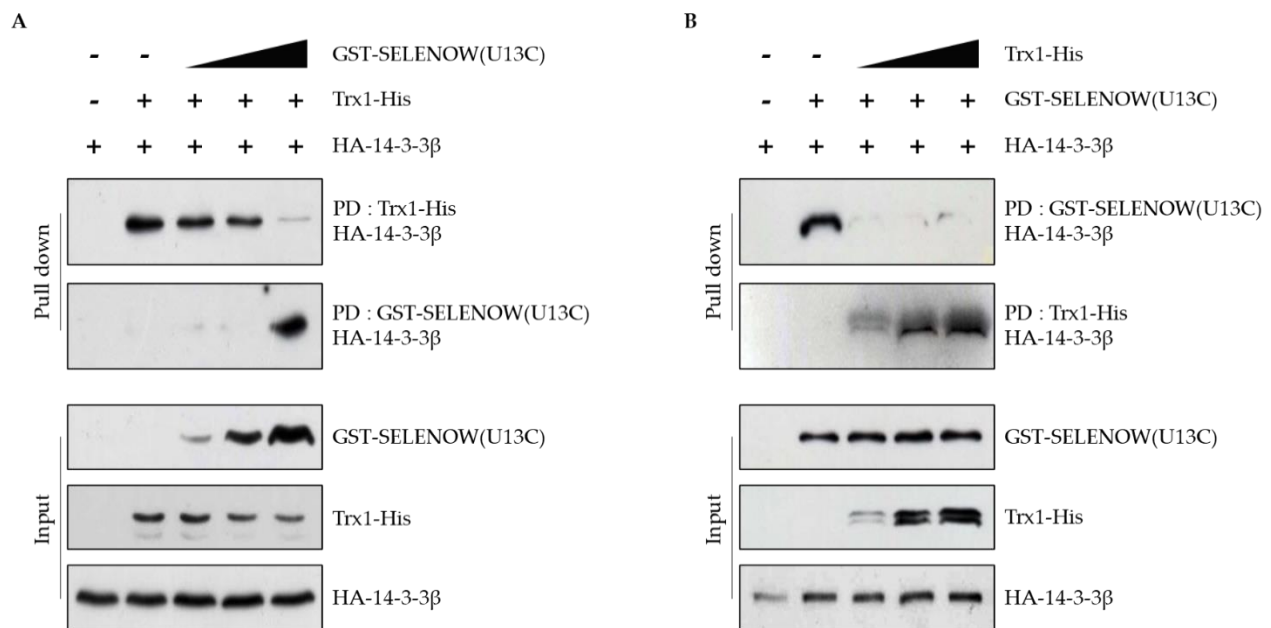 A
- - GST-SELENOW(U13C)
- + + + + Trx1-His
+ + + + + HA-14-3-3β
Pull down
PD : Trx1-His
HA-14-3-3β
PD : GST-SELENOW(U13C)
HA-14-3-3β
Input
GST-SELENOW(U13C)
Trx1-His
HA-14-3-3β
B
- - Trx1-His
- + + + + GST-SELENOW(U13C)
+ + + + + HA-14-3-3β
Pull down
PD : GST-SELENOW(U13C)
HA-14-3-3β
PD : Trx1-His
HA-14-3-3β
Input
GST-SELENOW(U13C)
Trx1-His
HA-14-3-3β